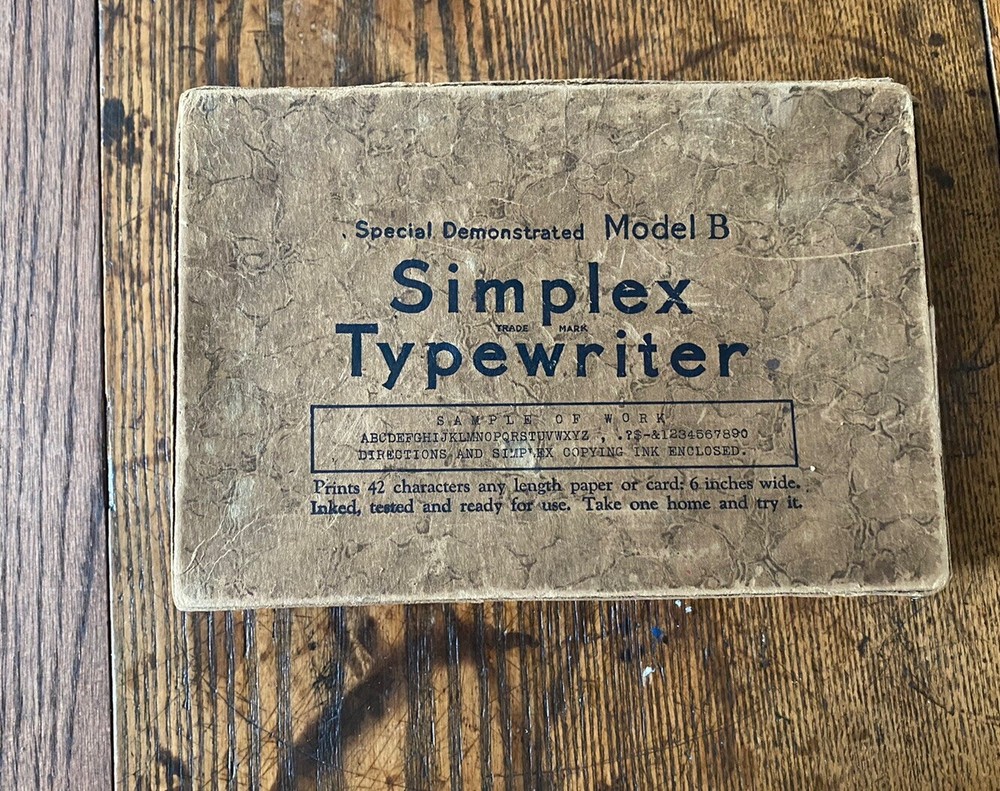 Special Demonstrated Model B
Simplex
TRADE MARK
Typewriter
SAMPLE OF WORK
ABCDEFGHIJKLMNOPQRSTUVWXYZ , .?$-&1234567890
DIRECTIONS AND SIMPLEX COPYING INK ENCLOSED.
Prints 42 characters any length paper or card: 6 inches wide.
Inked, tested and ready for use. Take one home and try it.